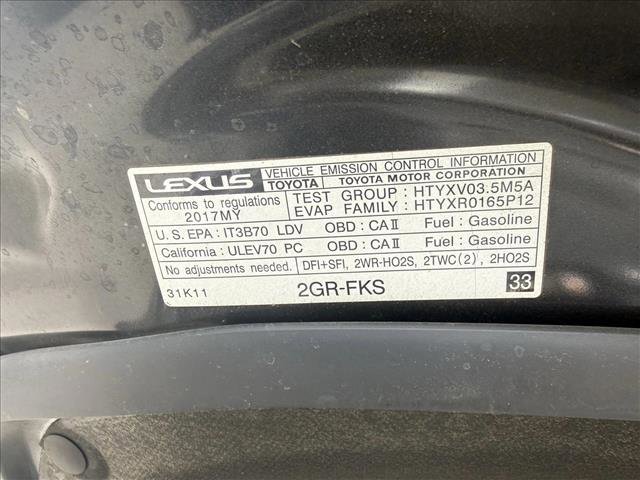 LEXUS VEHICLE EMISSION CONTROL INFORMATION
TOYOTA TOYOTA MOTOR CORPORATION
Conforms to regulations
2017MY
TEST GROUP : HTYXV03.5M5A
EVAP FAMILY : HTYXR0165P12
U.S. EPA : IT3B70 LDV OBD : CAⅡ Fuel : Gasoline
California : ULEV70 PC OBD : CAⅡ Fuel : Gasoline
No adjustments needed. DFI+SFI, 2WR-HO2S, 2TWC(2), 2HO2S
31K11 2GR-FKS 33